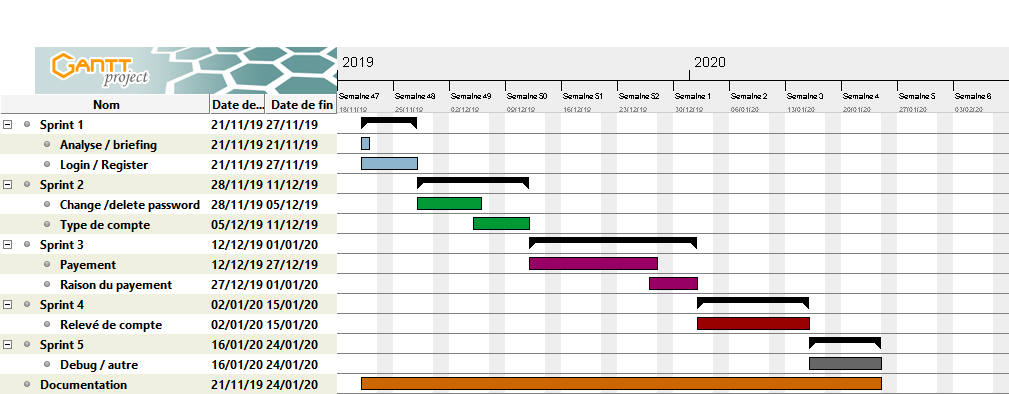 GANTT
project
2019
2020
Semaine 47
Semaine 48
Semaine 49
Semaine 50
Semaine 51
Semaine 52
Semaine 1
Semaine 2
Semaine 3
Semaine 4
Semaine 5
Semaine 6
18/11/19
25/11/19
02/12/19
09/12/19
16/12/19
23/12/19
30/12/19
06/01/20
13/01/20
20/01/20
27/01/20
03/02/20
Nom Date de... Date de fin
Sprint 1 21/11/19 27/11/19
Analyse / briefing 21/11/19 21/11/19
Login / Register 21/11/19 27/11/19
Sprint 2 28/11/19 11/12/19
Change /delete password 28/11/19 05/12/19
Type de compte 05/12/19 11/12/19
Sprint 3 12/12/19 01/01/20
Payement 12/12/19 27/12/19
Raison du payement 27/12/19 01/01/20
Sprint 4 02/01/20 15/01/20
Relevé de compte 02/01/20 15/01/20
Sprint 5 16/01/20 24/01/20
Debug / autre 16/01/20 24/01/20
Documentation 21/11/19 24/01/20